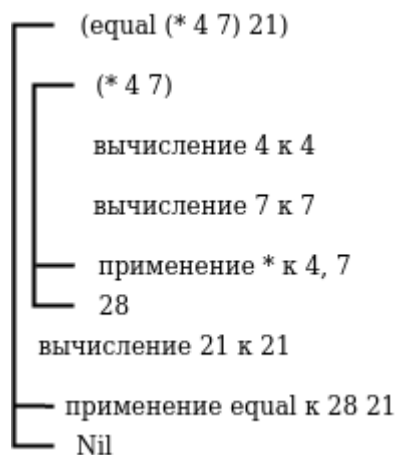 (equal (* 4 7) 21)
(* 4 7)
вычисление 4 к 4
вычисление 7 к 7
применение * к 4, 7
28
вычисление 21 к 21
применение equal к 28 21
Nil